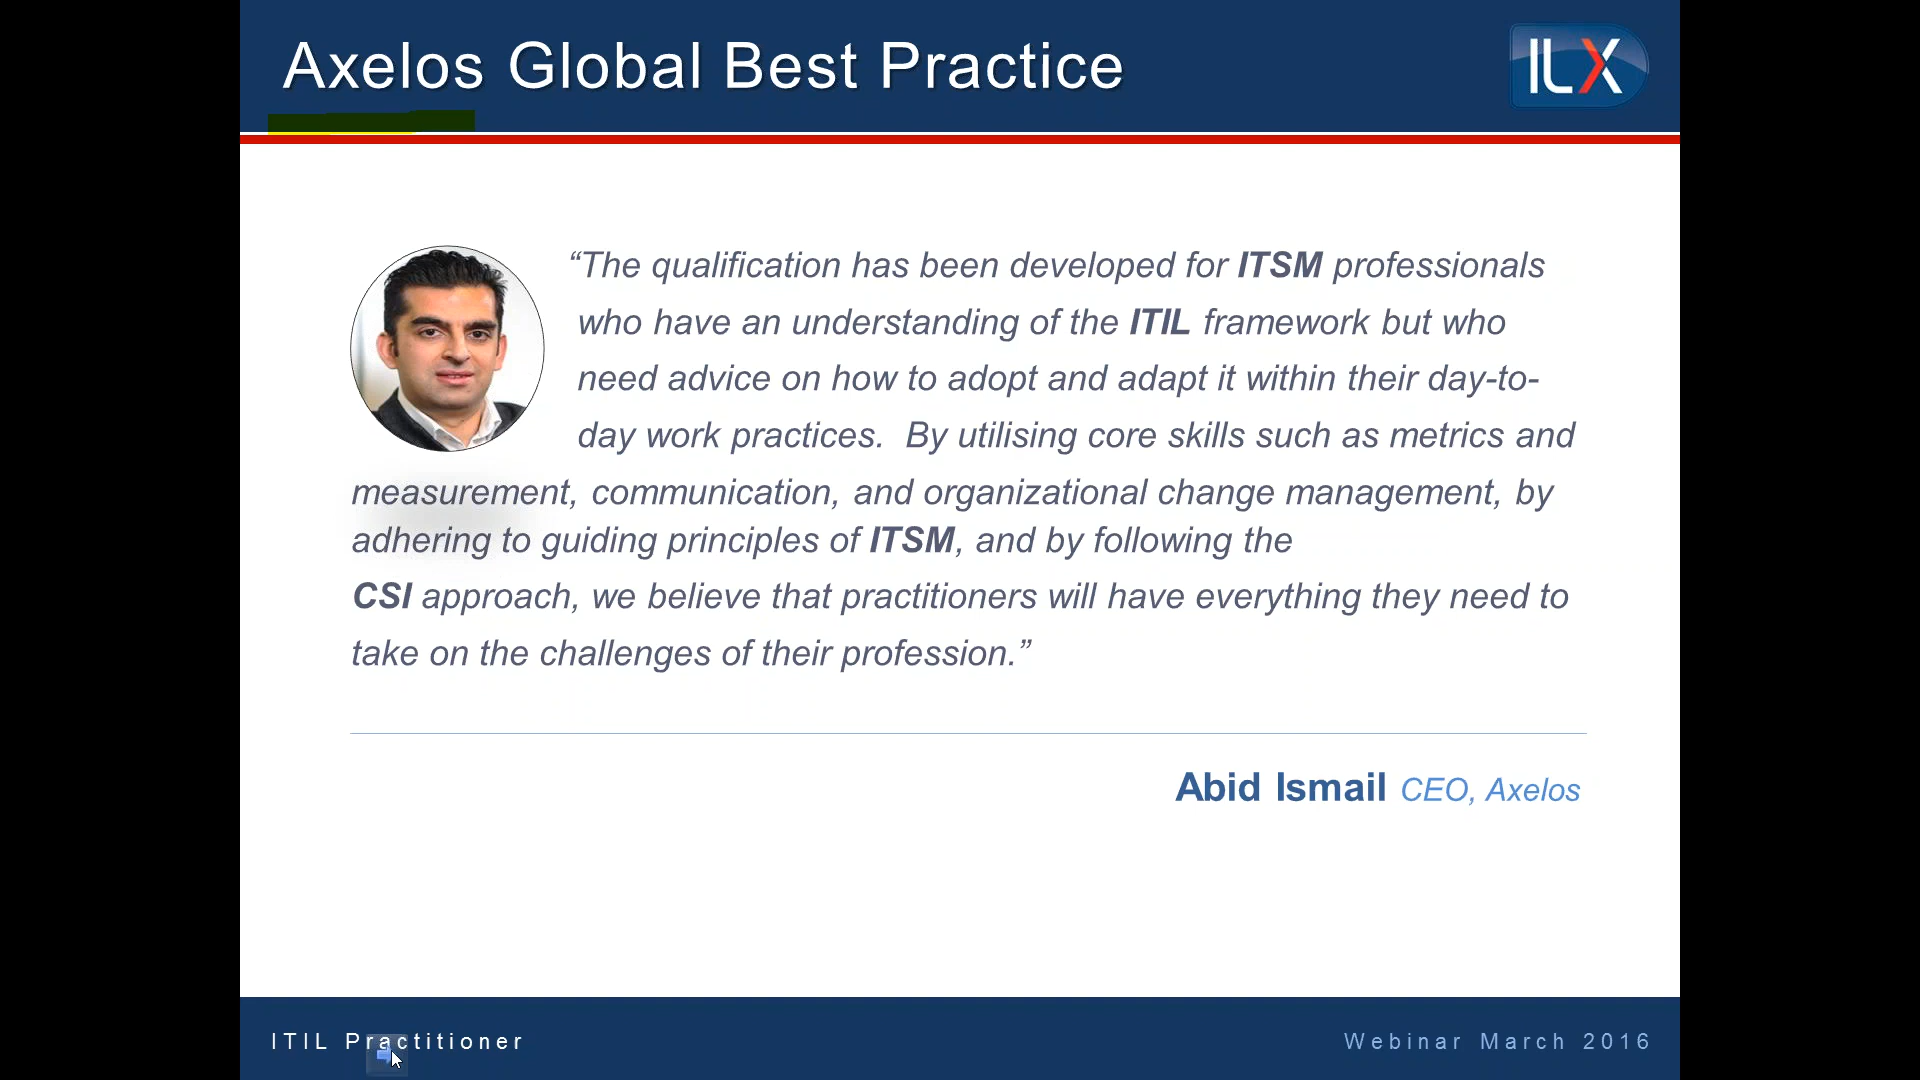 Axelos Global Best Practice
ILX
“The qualification has been developed for ITSM professionals
who have an understanding of the ITIL framework but who
need advice on how to adopt and adapt it within their day-to-
day work practices.  By utilising core skills such as metrics and
measurement, communication, and organizational change management, by
adhering to guiding principles of ITSM, and by following the
CSI approach, we believe that practitioners will have everything they need to
take on the challenges of their profession.”
Abid Ismail CEO, Axelos
ITIL Practitioner
Webinar March 2016